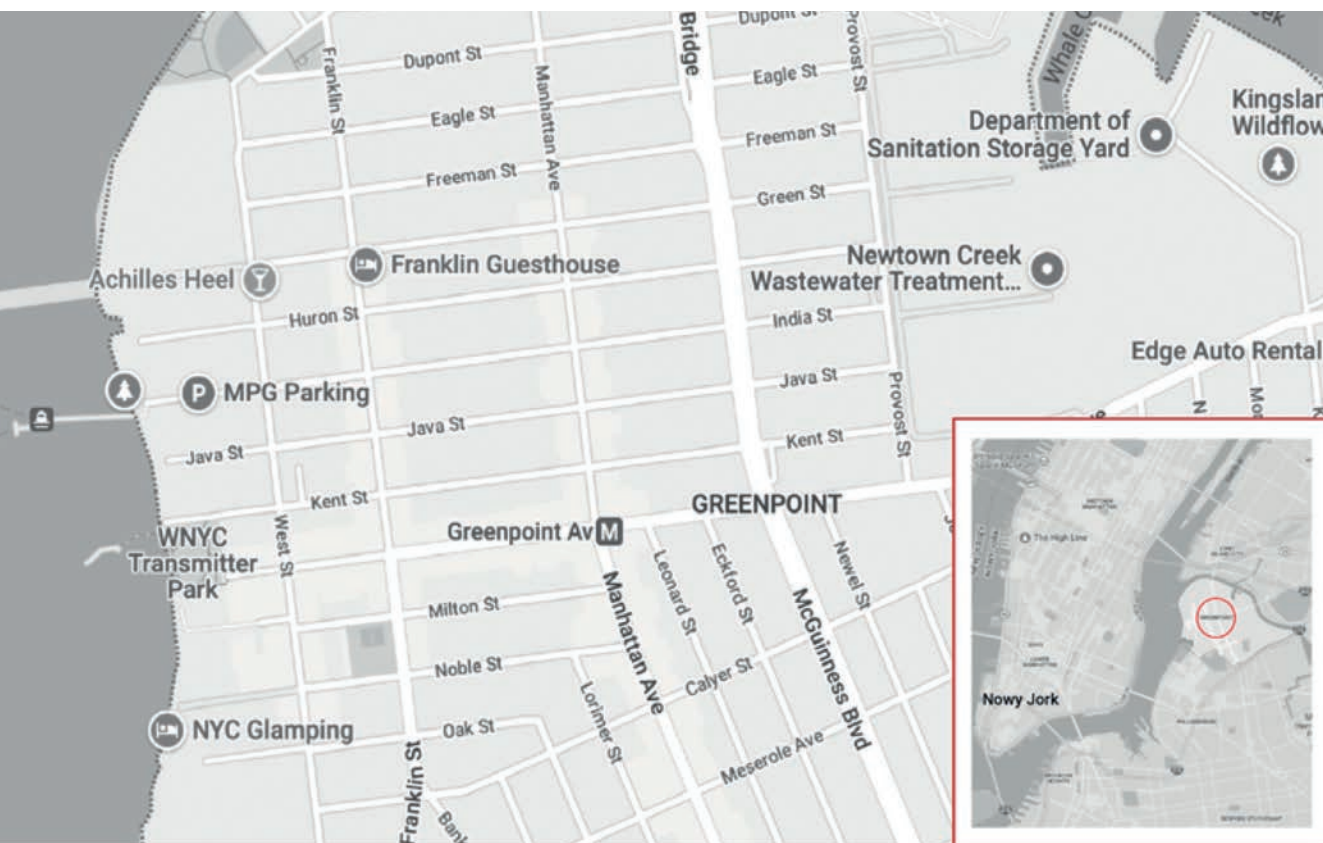 Dupont St
Provost St
Whale C
Bridge
Dupont St
Franklin St
Manhattan Ave
Eagle St
Eagle St
Freeman St
Department of
Sanitation Storage Yard
Kingslan
Wildflow
Freeman St
Green St
Achilles Heel
Franklin Guesthouse
Newtown Creek
Wastewater Treatment...
Huron St
India St
Edge Auto Rental
P
MPG Parking
Java St
Provost St
N
Mor
K
Java St
Java St
Kent St
Kent St
GREENPOINT
WNYC
Transmitter
Park
West St
Greenpoint Av
M
Leonard St
Eckford St
Newel St
Manhattan Ave
McGuinness Blvd
Milton St
Noble St
Calyer St
Lorimer St
NYC Glamping
Oak St
Meserole Ave
Franklin St
Bank
The High Line
Nowy Jork